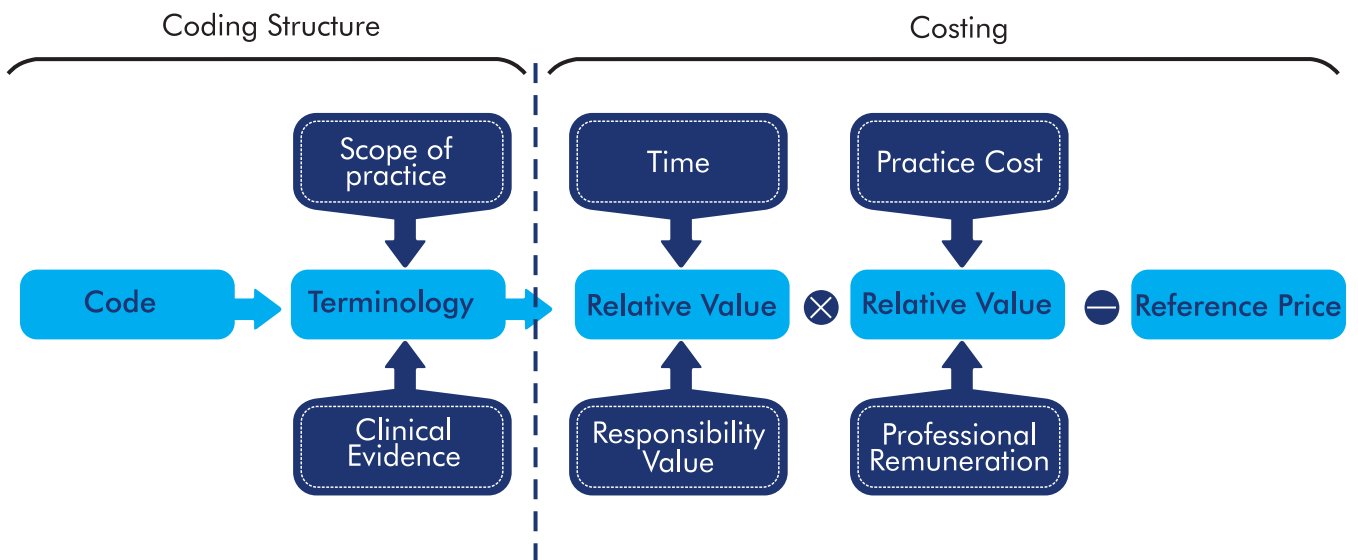 Coding Structure
Costing
Scope of
practice
Time
Practice Cost
Code
Terminology
Relative Value
Relative Value
Reference Price
Clinical
Evidence
Responsibility
Value
Professional
Remuneration